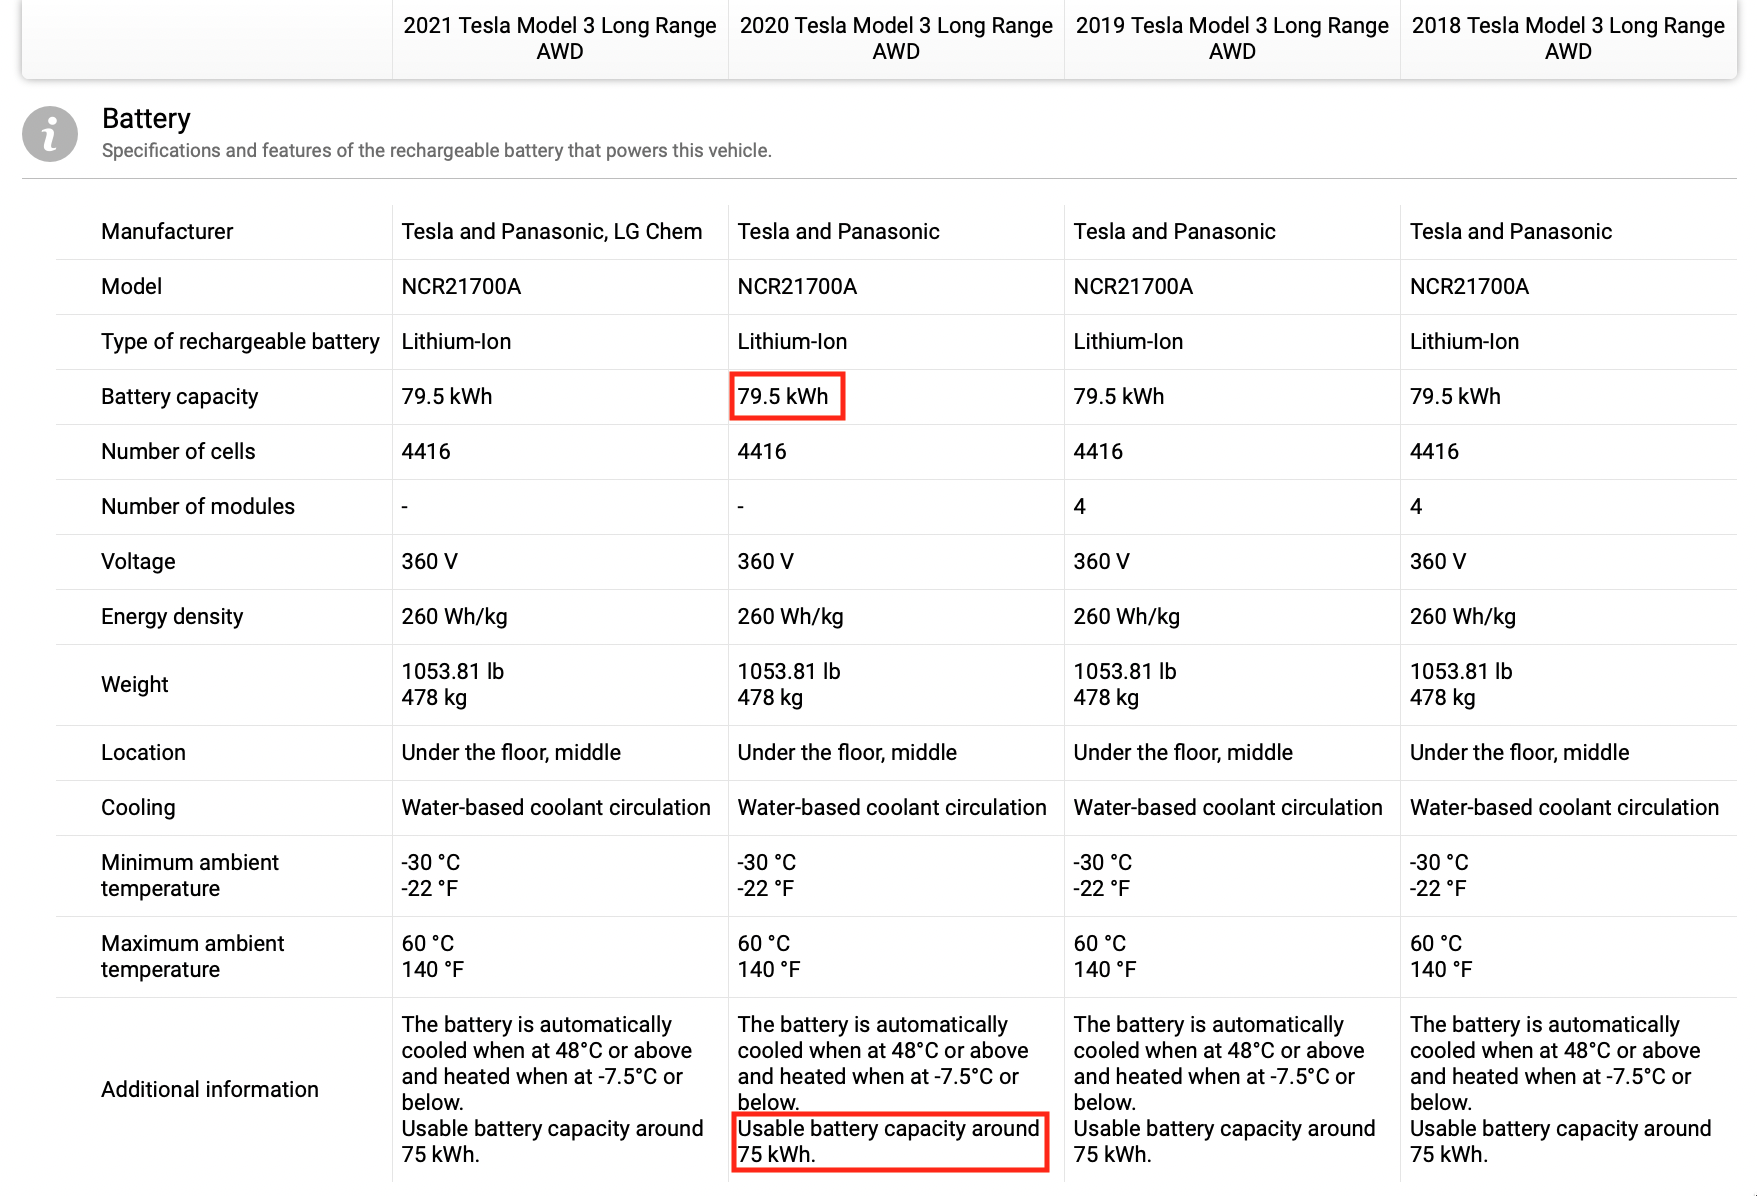 2021 Tesla Model 3 Long Range AWD
2020 Tesla Model 3 Long Range AWD
2019 Tesla Model 3 Long Range AWD
2018 Tesla Model 3 Long Range AWD
Battery
Specifications and features of the rechargeable battery that powers this vehicle.
Manufacturer Tesla and Panasonic, LG Chem Tesla and Panasonic Tesla and Panasonic Tesla and Panasonic
Model NCR21700A NCR21700A NCR21700A NCR21700A
Type of rechargeable battery Lithium-Ion Lithium-Ion Lithium-Ion Lithium-Ion
Battery capacity 79.5 kWh 79.5 kWh 79.5 kWh 79.5 kWh
Number of cells 4416 4416 4416 4416
Number of modules - - 4 4
Voltage 360 V 360 V 360 V 360 V
Energy density 260 Wh/kg 260 Wh/kg 260 Wh/kg 260 Wh/kg
Weight
1053.81 lb 1053.81 lb 1053.81 lb 1053.81 lb
478 kg 478 kg 478 kg 478 kg
Location Under the floor, middle Under the floor, middle Under the floor, middle Under the floor, middle
Cooling Water-based coolant circulation Water-based coolant circulation Water-based coolant circulation Water-based coolant circulation
Minimum ambient -30 °C -30 °C -30 °C -30 °C
temperature -22 °F -22 °F -22 °F -22 °F
Maximum ambient 60 °C 60 °C 60 °C 60 °C
temperature 140 °F 140 °F 140 °F 140 °F
Additional information
The battery is automatically
cooled when at 48°C or above
and heated when at -7.5°C or
below.
Usable battery capacity around
75 kWh.
The battery is automatically
cooled when at 48°C or above
and heated when at -7.5°C or
below.
Usable battery capacity around
75 kWh.
The battery is automatically
cooled when at 48°C or above
and heated when at -7.5°C or
below.
Usable battery capacity around
75 kWh.
The battery is automatically
cooled when at 48°C or above
and heated when at -7.5°C or
below.
Usable battery capacity around
75 kWh.